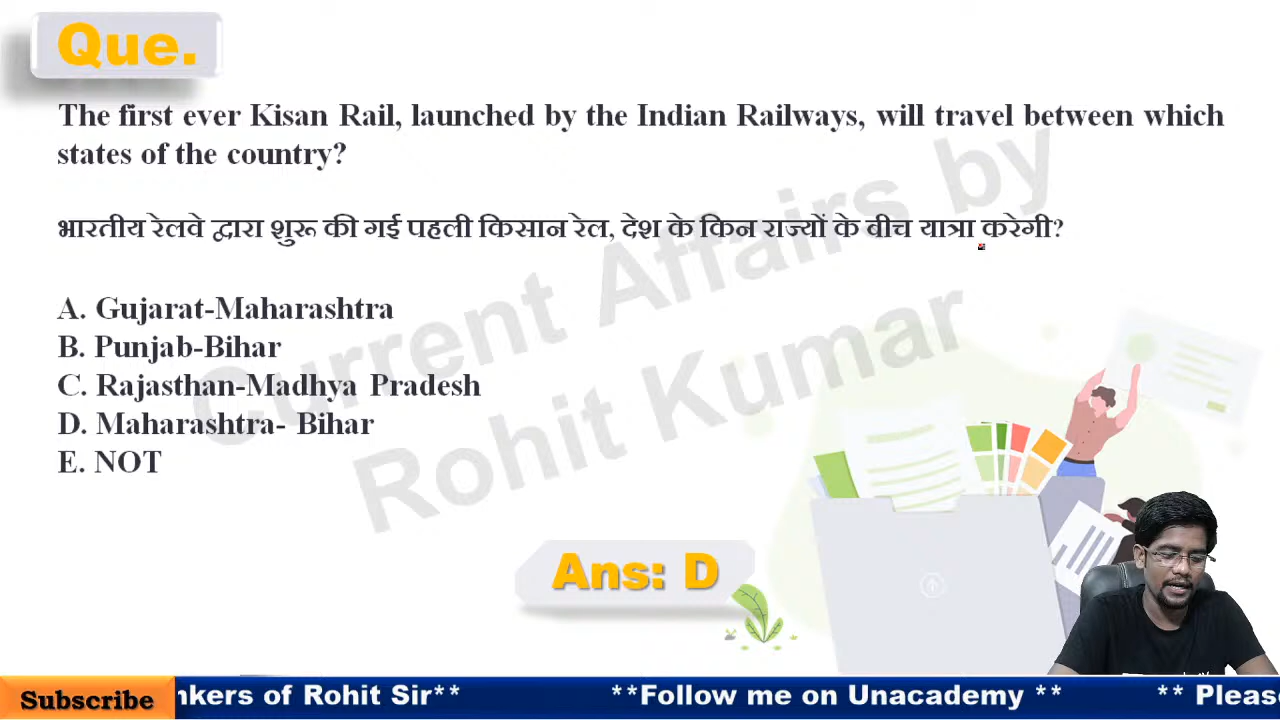 Que.
The first ever Kisan Rail, launched by the Indian Railways, will travel between which
states of the country?
भारतीय रेलवे द्वारा शुरू की गई पहली किसान रेल, देश के किन राज्यों के बीच यात्रा करेगी?
A. Gujarat-Maharashtra
B. Punjab-Bihar
C. Rajasthan-Madhya Pradesh
D. Maharashtra- Bihar
E. NOT
Current Affairs by
Rohit Kumar
Ans: D
Subscribe
nkers of Rohit Sir** **Follow me on Unacademy ** ** Please